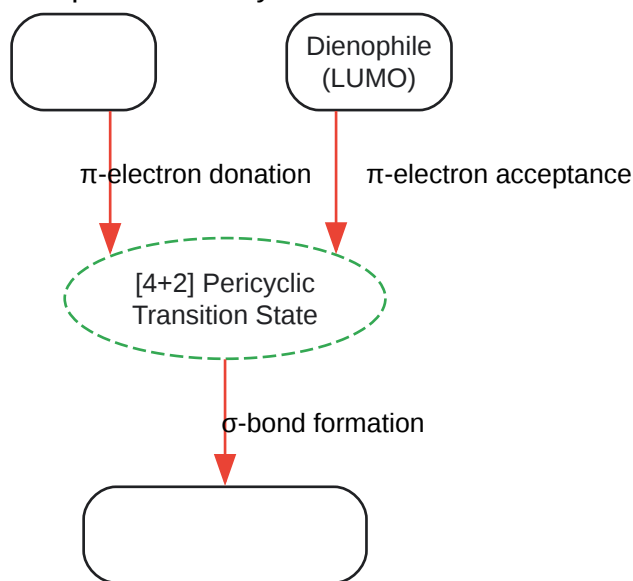 Dienophile
(LUMO)
π-electron donation
π-electron acceptance
[4+2] Pericyclic
Transition State
σ-bond formation